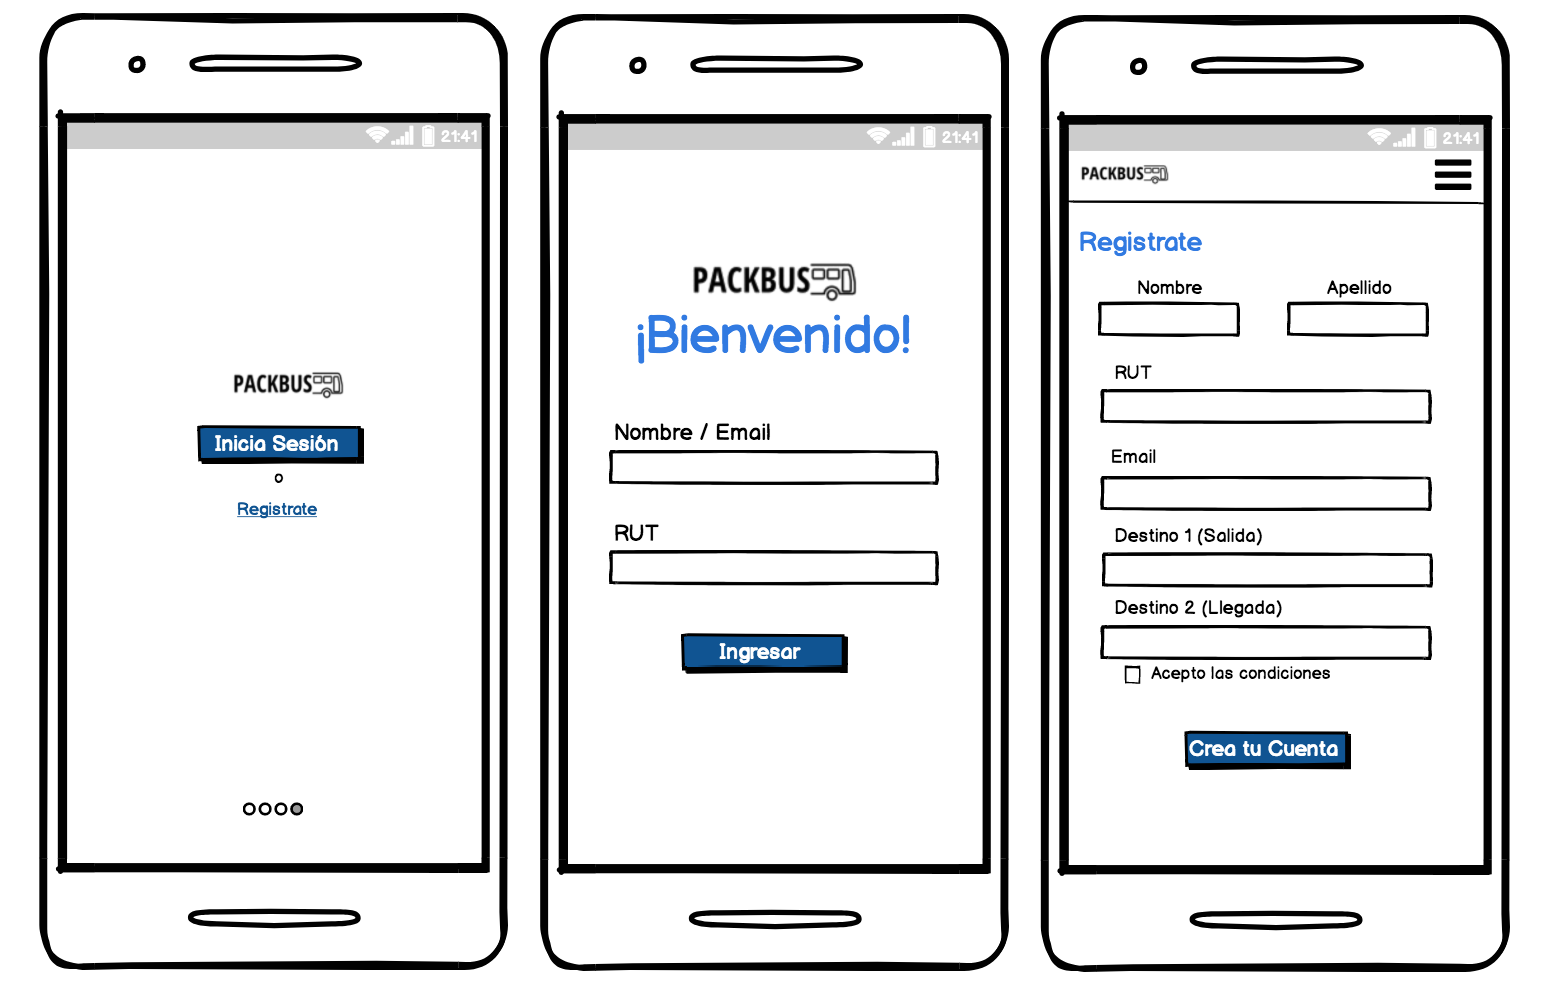 21:41
PACKBUS
Inicia Sesión
o
Registrate
21:41
PACKBUS
¡Bienvenido!
Nombre / Email
RUT
Ingresar
21:41
PACKBUS
Registrate
Nombre Apellido
RUT
Email
Destino 1 (Salida)
Destino 2 (Llegada)
Acepto las condiciones
Crea tu Cuenta